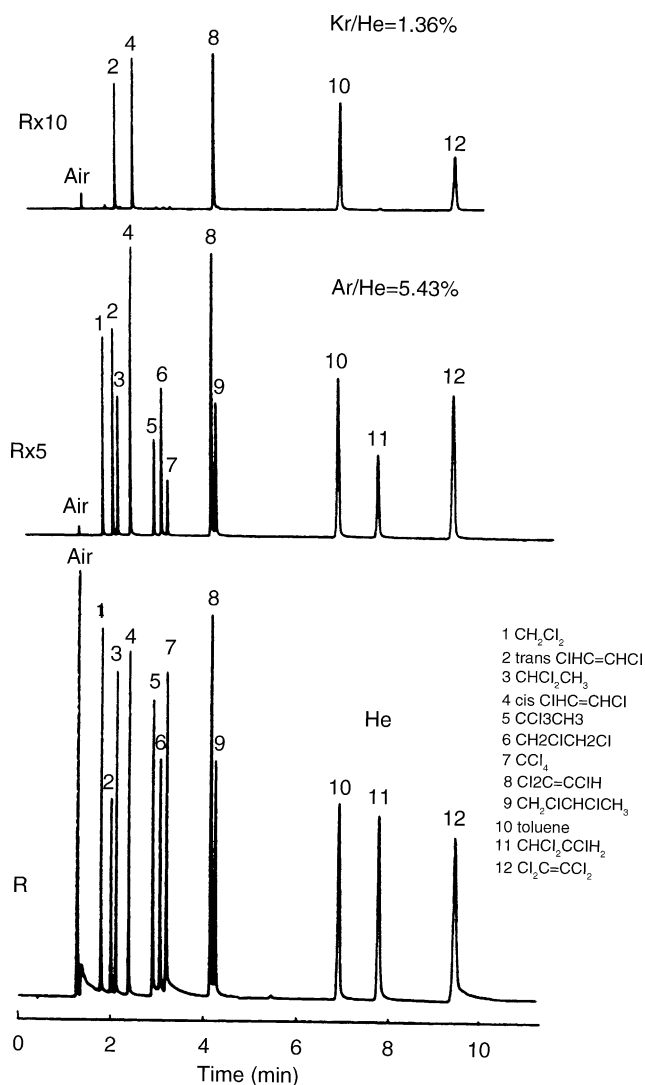 Kr/He=1.36%
8
4
2
10
12
Rx10
Air
Ar/He=5.43%
4
8
2
1
3
6
9
5
7
10
12
11
Rx5
Air
Air
1
8
4
7
3
5
6
9
2
10
11
12
He
R
1 CH₂Cl₂
2 trans ClHC=CHCl
3 CHCl₂CH₃
4 cis ClHC=CHCl
5 CCl3CH3
6 CH2ClCH2Cl
7 CCl₄
8 Cl2C=CClH
9 CH₂ClCHClCH₃
10 toluene
11 CHCl₂CClH₂
12 Cl₂C=CCl₂
0 2 4 6 8 10
Time (min)